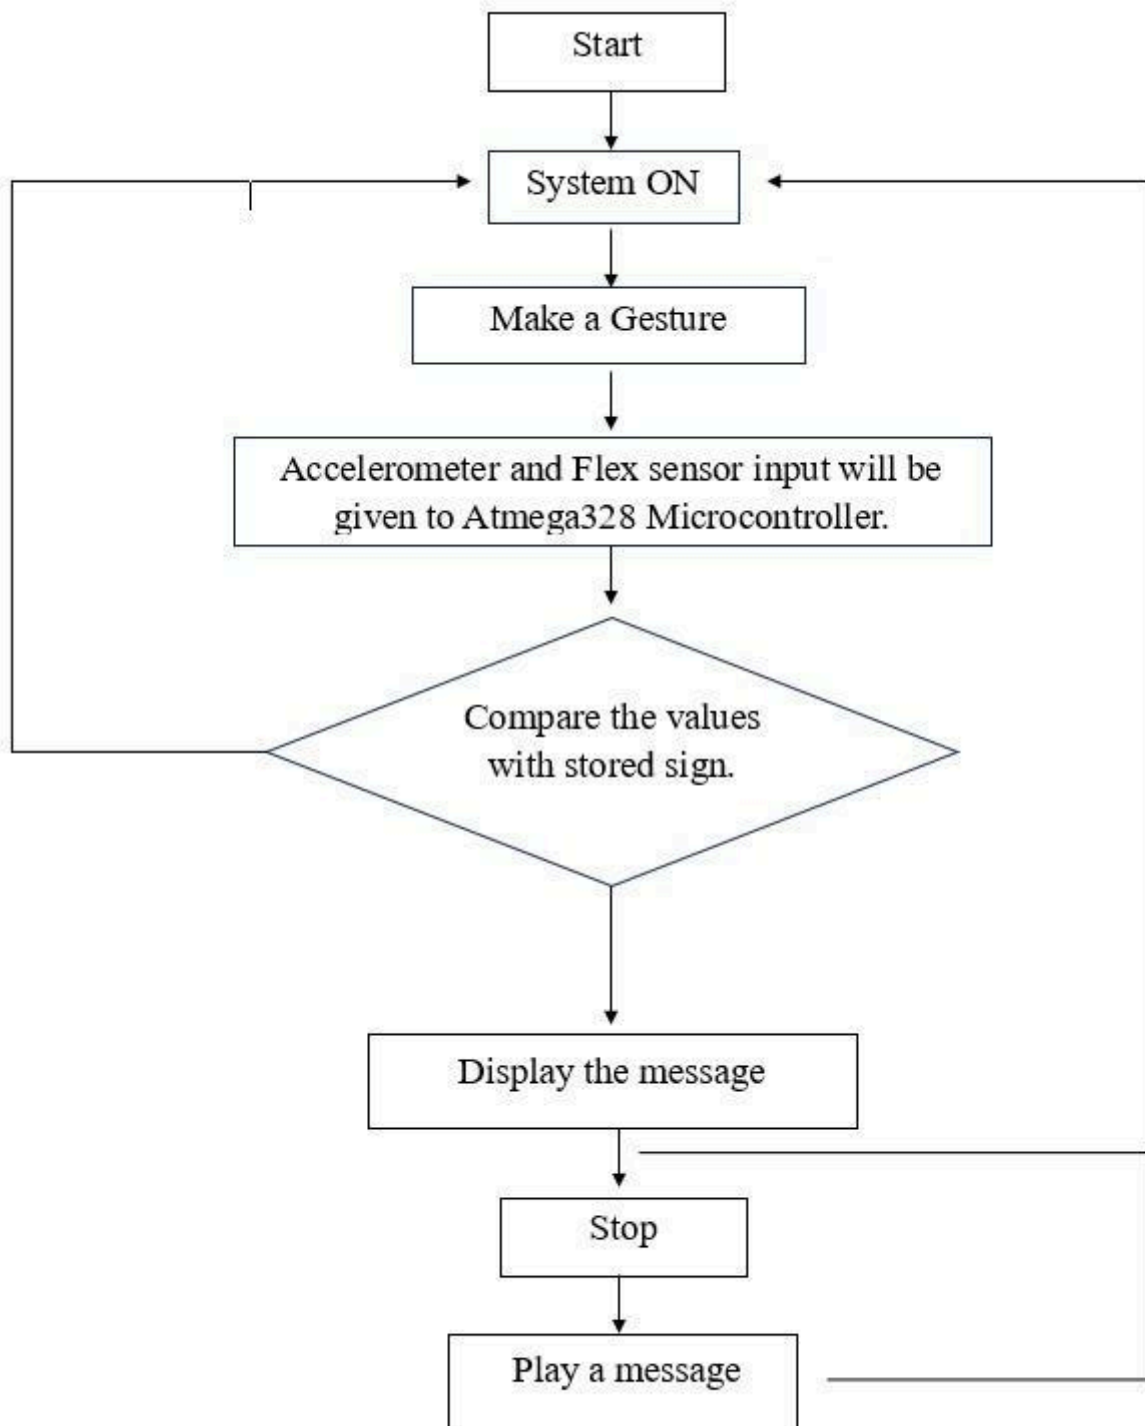 Start
System ON
Make a Gesture
Accelerometer and Flex sensor input will be
given to Atmega328 Microcontroller.
Compare the values
with stored sign.
Display the message
Stop
Play a message